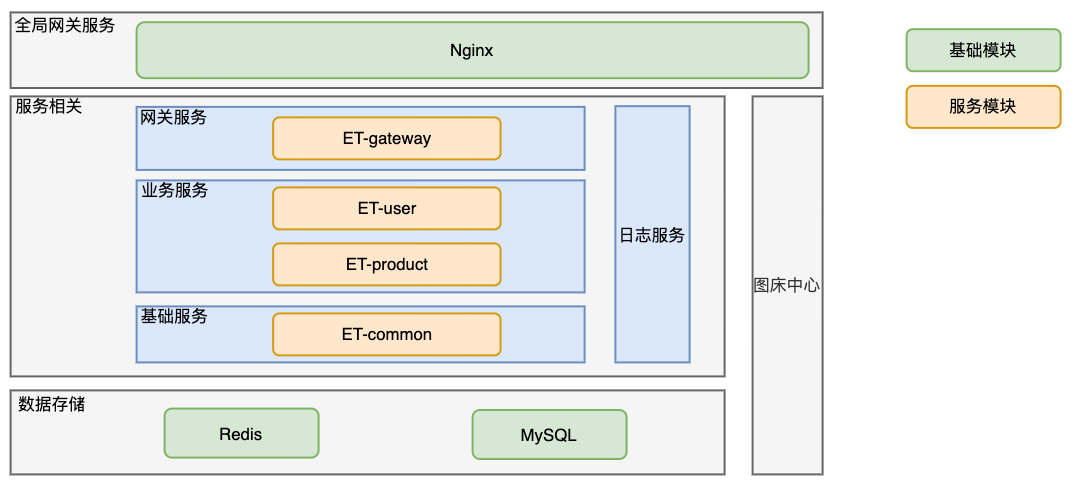 全局网关服务
Nginx
基础模块
服务模块
服务相关
网关服务
ET-gateway
业务服务
ET-user
ET-product
基础服务
ET-common
日志服务
图床中心
数据存储
Redis
MySQL